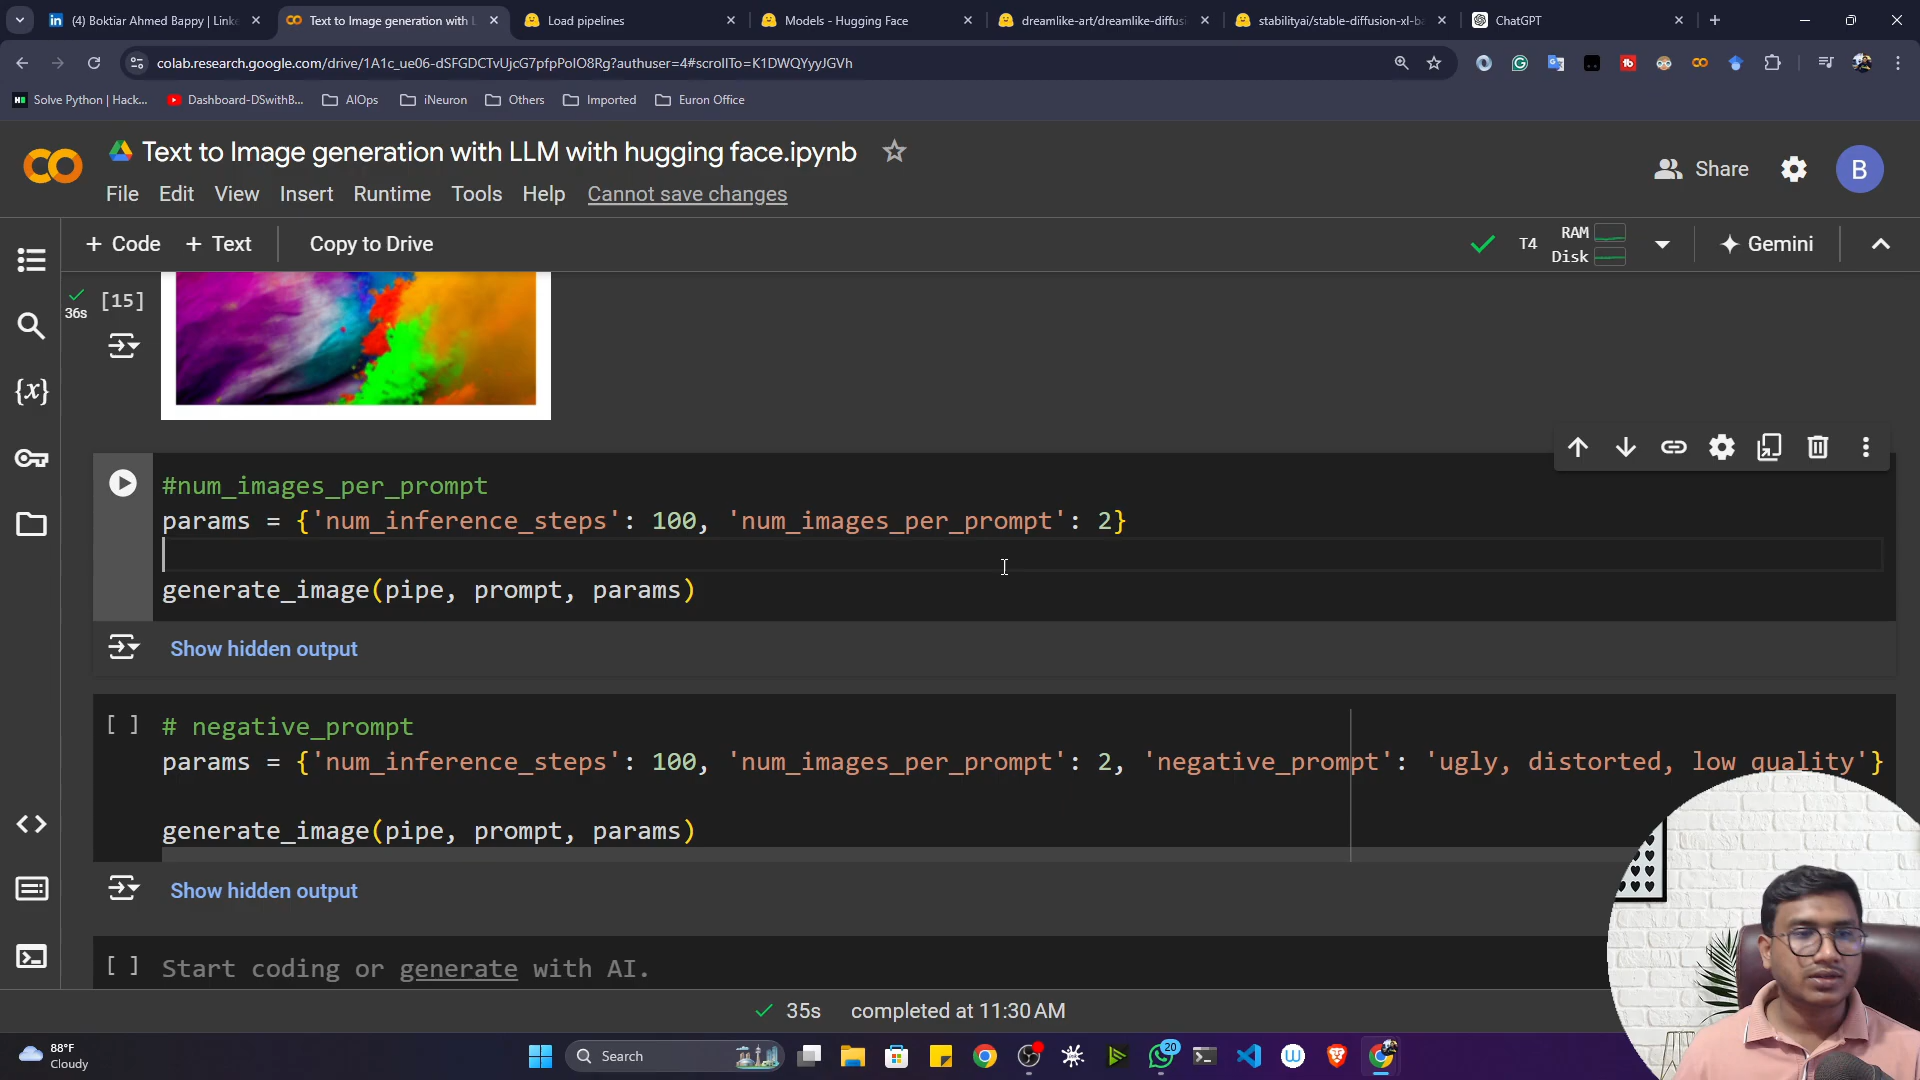 (4) Boktiar Ahmed Bappy | Linke
Text to Image generation with L
Load pipelines
Models - Hugging Face
dreamlike-art/dreamlike-diffus
stabilityai/stable-diffusion-xl-ba
ChatGPT
colab.research.google.com/drive/1A1c_ue06-dSFGDCTvUjcG7pfpPoIO8Rg?authuser=4#scrollTo=K1DWQYyyJGVh
Solve Python | Hack...
Dashboard-DSwithB...
AIOps
iNeuron
Others
Imported
Euron Office
Text to Image generation with LLM with hugging face.ipynb
Share
B
File Edit View Insert Runtime Tools Help Cannot save changes
+ Code + Text Copy to Drive
T4
RAM
Disk
Gemini
[15]
36s
#num_images_per_prompt
params = {'num_inference_steps': 100, 'num_images_per_prompt': 2}
generate_image(pipe, prompt, params)
Show hidden output
[ ]
# negative_prompt
params = {'num_inference_steps': 100, 'num_images_per_prompt': 2, 'negative_prompt': 'ugly, distorted, low quality'}
generate_image(pipe, prompt, params)
Show hidden output
[ ] Start coding or generate with AI.
35s completed at 11:30 AM
88°F
Cloudy
Search
20